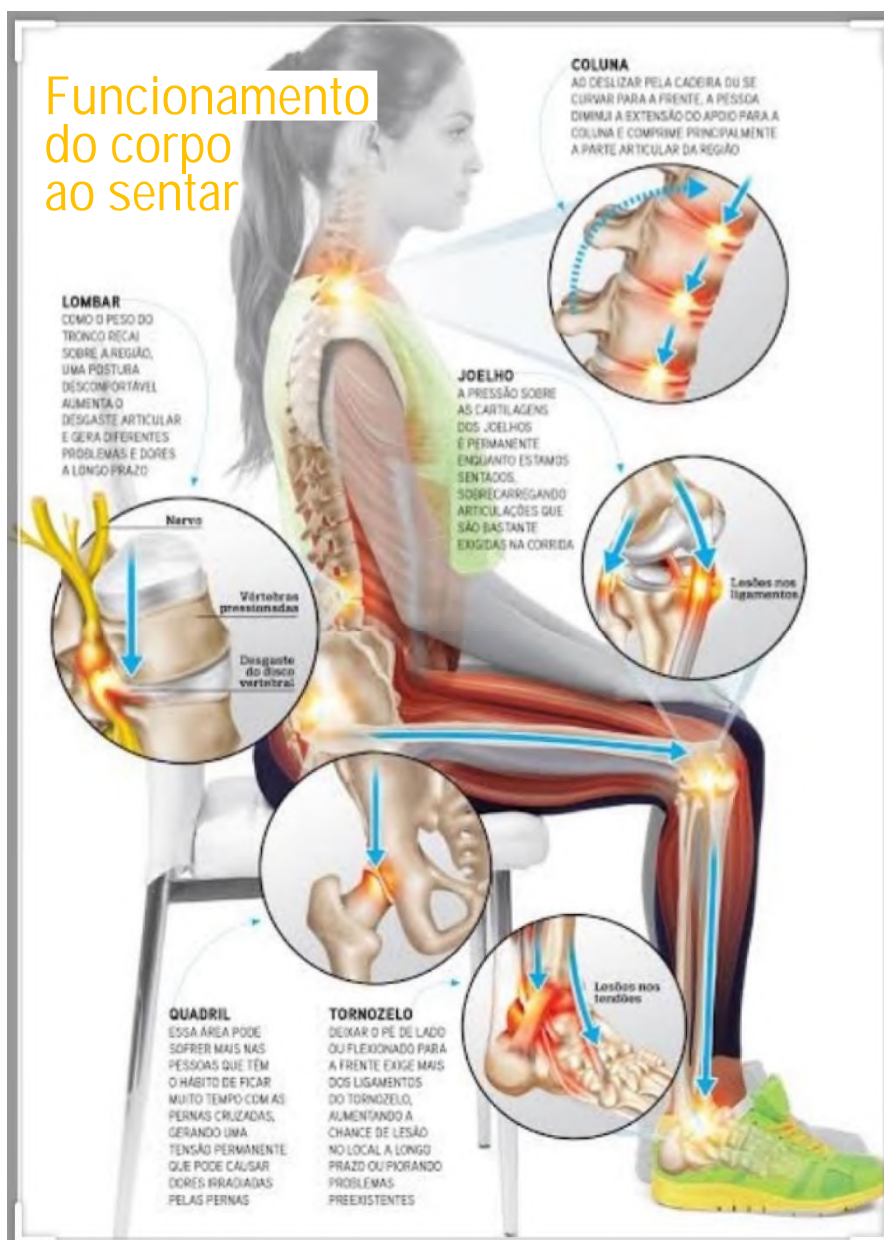 Funcionamento
do corpo
ao sentar
COLUNA
AO DESLIZAR PELA CADEIRA OU SE
CURVAR PARA A FRENTE, A PESSOA
DIMINUI A EXTENSÃO DO APOIO PARA A
COLUNA E COMPRIME PRINCIPALMENTE
A PARTE ARTICULAR DA REGIÃO
LOMBAR
COMO O PESO DO
TRONCO RECAI
SOBRE A REGIÃO,
UMA POSTURA
DESCONFORTÁVEL
AUMENTA O
DESGASTE ARTICULAR
E GERA DIFERENTES
PROBLEMAS E DORES
A LONGO PRAZO
JOELHO
A PRESSÃO SOBRE
AS CARTILAGENS
DOS JOELHOS
É PERMANENTE
ENQUANTO ESTAMOS
SENTADOS,
SOBRECARREGANDO
ARTICULAÇÕES QUE
SÃO BASTANTE
EXIGIDAS NA CORRIDA
Nervo
Vértebras
pressionadas
Desgaste
do disco
vertebral
Lesões nos
ligamentos
QUADRIL
ESSA ÁREA PODE
SOFRER MAIS NAS
PESSOAS QUE TÊM
O HÁBITO DE FICAR
MUITO TEMPO COM AS
PERNAS CRUZADAS,
GERANDO UMA
TENSÃO PERMANENTE
QUE PODE CAUSAR
DORES IRRADIADAS
PELAS PERNAS
TORNOZELO
DEIXAR O PÉ DE LADO
OU FLEXIONADO PARA
A FRENTE EXIGE MAIS
DOS LIGAMENTOS
DO TORNOZELO,
AUMENTANDO A
CHANCE DE LESÃO
NO LOCAL A LONGO
PRAZO OU PIORANDO
PROBLEMAS
PREEXISTENTES
Lesões nos
tendões